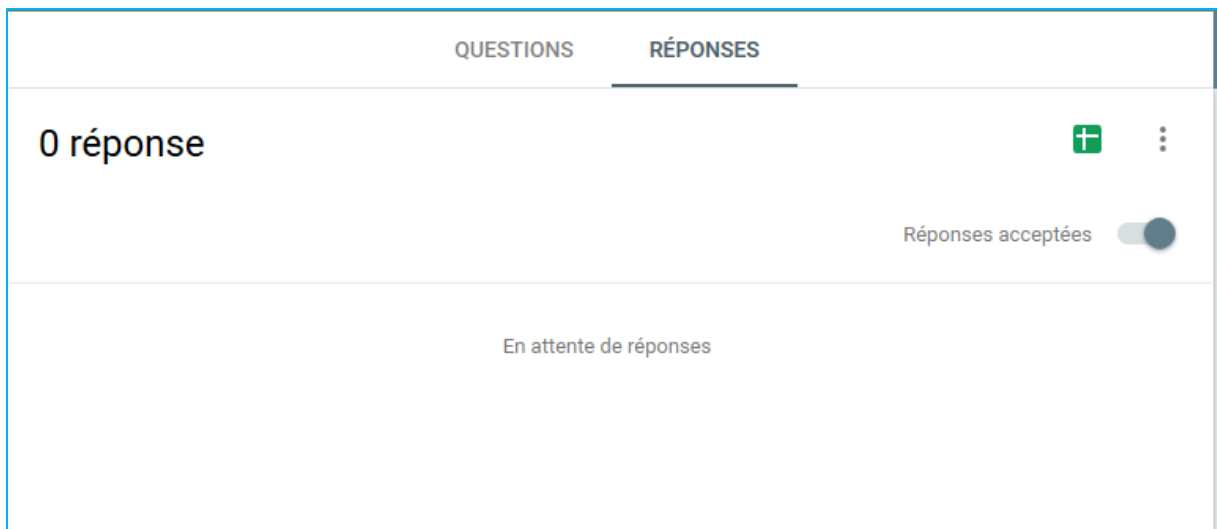 QUESTIONS RÉPONSES
0 réponse
Réponses acceptées
En attente de réponses